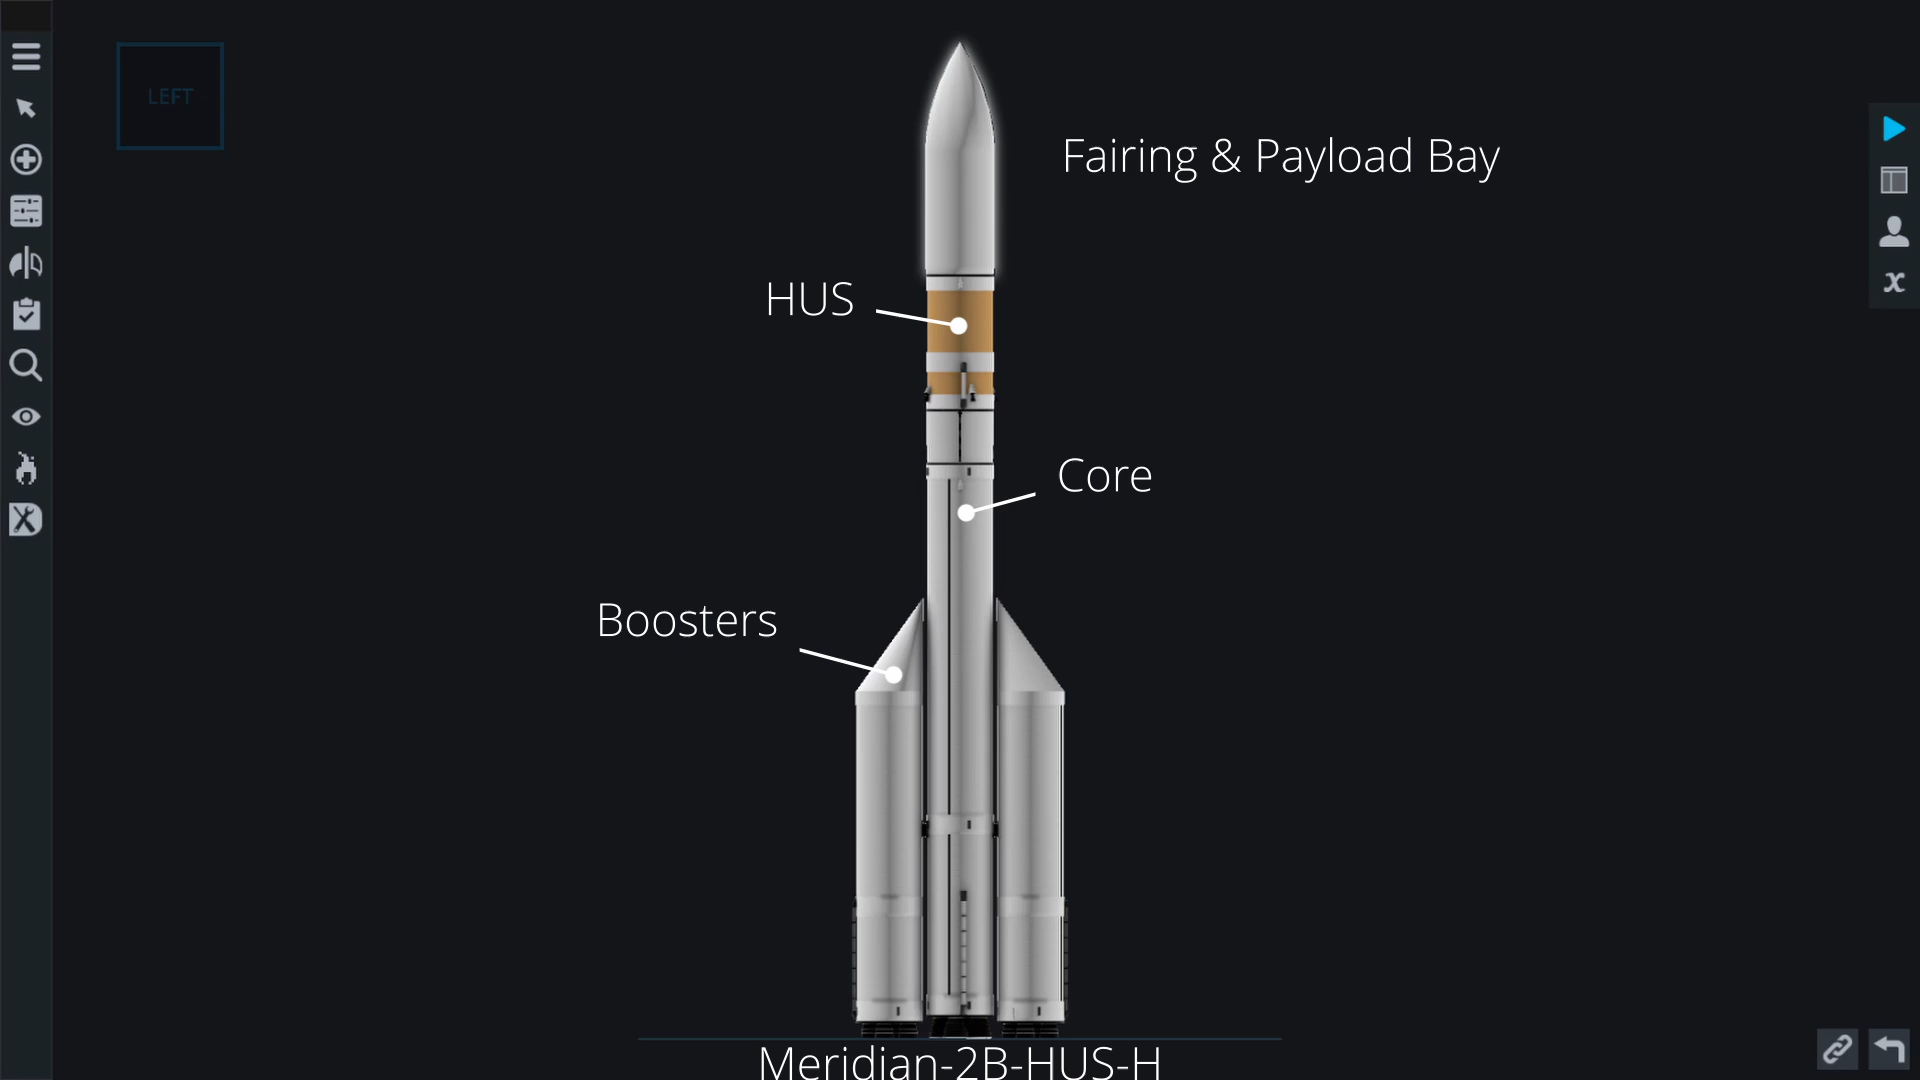 LEFT
Fairing & Payload Bay
HUS
Core
Boosters
Meridian-2B-HUS-H